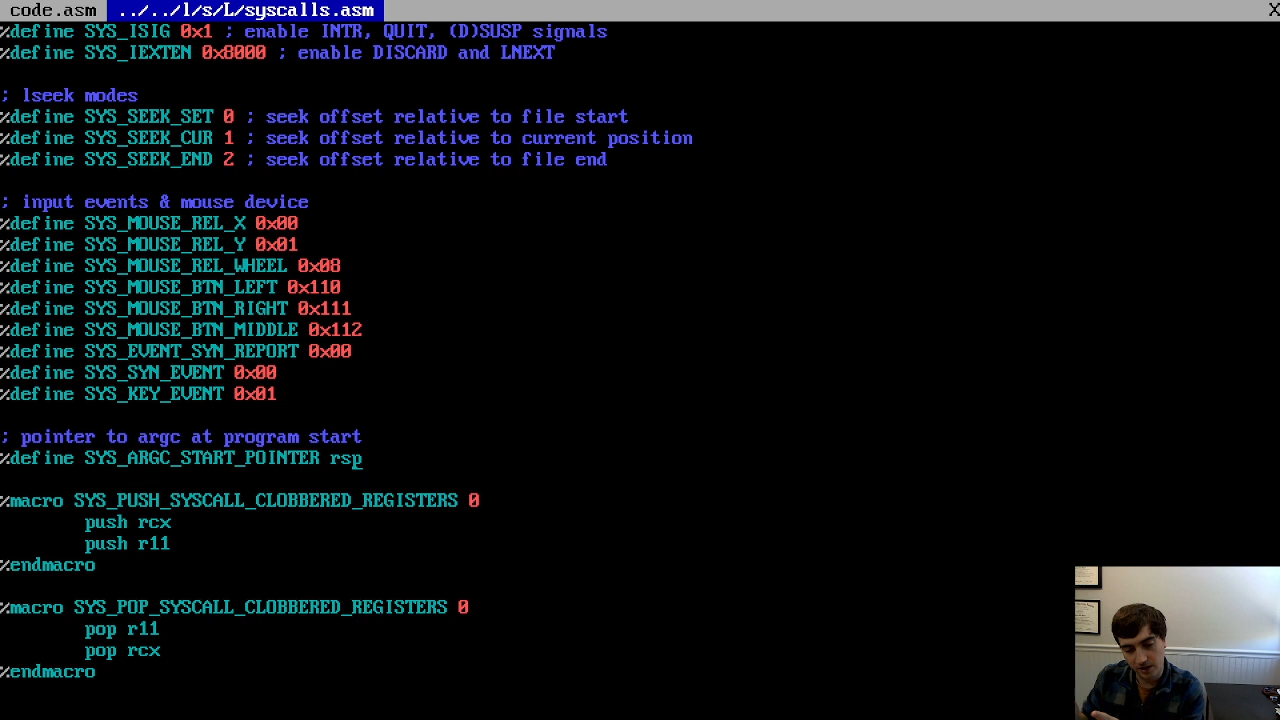 code.asm ../../l/s/L/syscalls.asm X
%define SYS_ISIG 0x1 ; enable INTR, QUIT, (D)SUSP signals
%define SYS_IEXTEN 0x8000 ; enable DISCARD and LNEXT
; lseek modes
%define SYS_SEEK_SET 0 ; seek offset relative to file start
%define SYS_SEEK_CUR 1 ; seek offset relative to current position
%define SYS_SEEK_END 2 ; seek offset relative to file end
; input events & mouse device
%define SYS_MOUSE_REL_X 0x00
%define SYS_MOUSE_REL_Y 0x01
%define SYS_MOUSE_REL_WHEEL 0x08
%define SYS_MOUSE_BTN_LEFT 0x110
%define SYS_MOUSE_BTN_RIGHT 0x111
%define SYS_MOUSE_BTN_MIDDLE 0x112
%define SYS_EVENT_SYN_REPORT 0x00
%define SYS_SYN_EVENT 0x00
%define SYS_KEY_EVENT 0x01
; pointer to argc at program start
%define SYS_ARGC_START_POINTER rsp
%macro SYS_PUSH_SYSCALL_CLOBBERED_REGISTERS 0
push rcx
push r11
%endmacro
%macro SYS_POP_SYSCALL_CLOBBERED_REGISTERS 0
pop r11
pop rcx
%endmacro